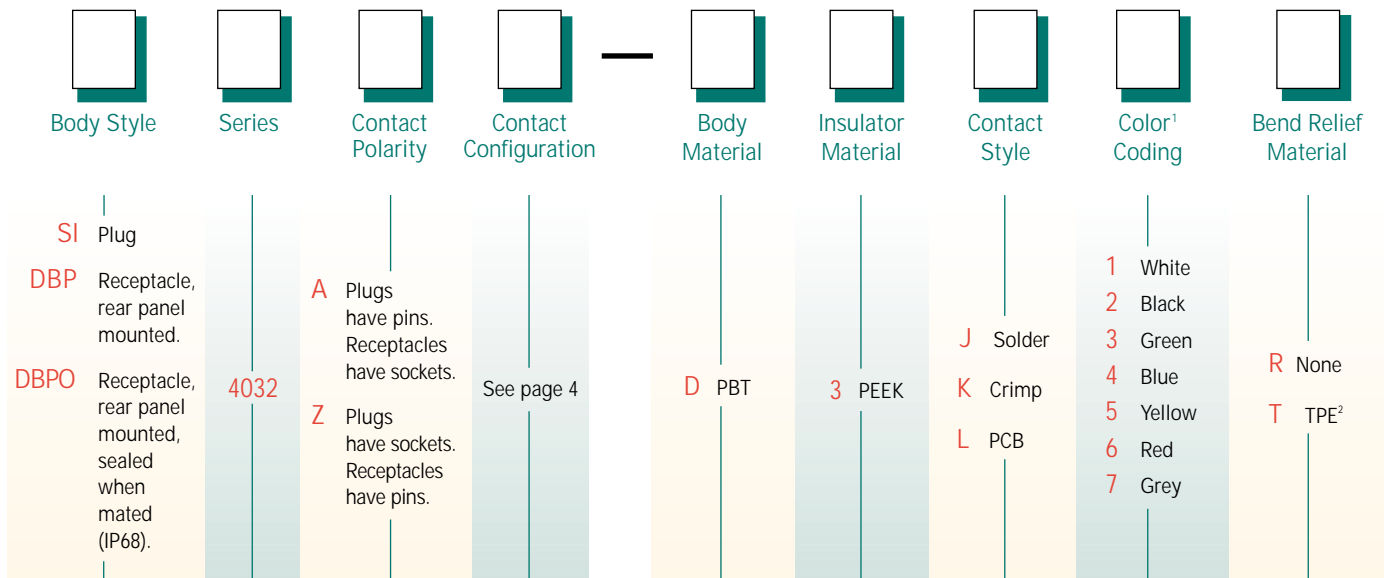 Body Style
Series
Contact
Polarity
Contact
Configuration
—
Body
Material
Insulator
Material
Contact
Style
Color¹
Coding
Bend Relief
Material
SI Plug
DBP Receptacle,
rear panel
mounted.
DBPO Receptacle,
rear panel
mounted,
sealed
when
mated
(IP68).
4032
A Plugs
have pins.
Receptacles
have sockets.
Z Plugs
have sockets.
Receptacles
have pins.
See page 4
D PBT
3 PEEK
J Solder
K Crimp
L PCB
1 White
2 Black
3 Green
4 Blue
5 Yellow
6 Red
7 Grey
R None
T TPE²